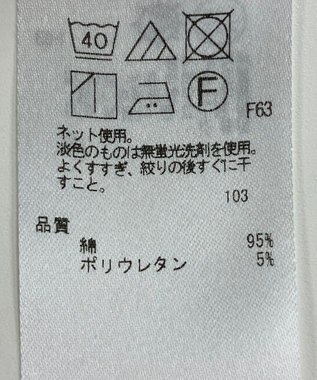 40
F
F63
ネット使用。
淡色のものは無蛍光洗剤を使用。
よくすすぎ、絞りの後すぐに干
すこと。
103
品質
綿 95%
ポリウレタン 5%